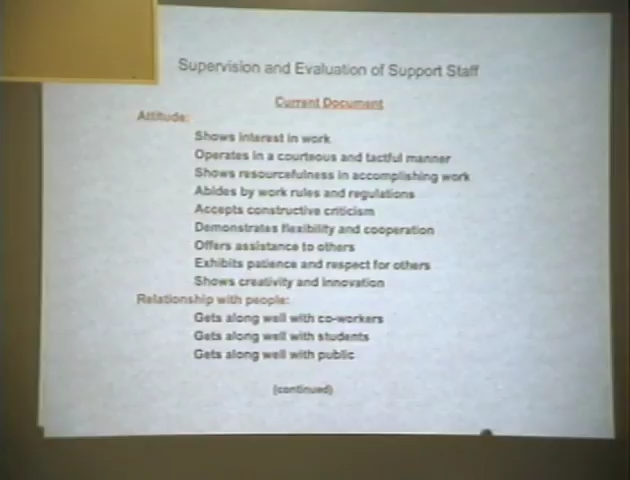 Supervision and Evaluation of Support Staff
Current Document
Attitude:
Shows interest in work
Operates in a courteous and tactful manner
Shows resourcefulness in accomplishing work
Abides by work rules and regulations
Accepts constructive criticism
Demonstrates flexibility and cooperation
Offers assistance to others
Exhibits patience and respect for others
Shows creativity and innovation
Relationship with people:
Gets along well with co-workers
Gets along well with students
Gets along well with public
(continued)